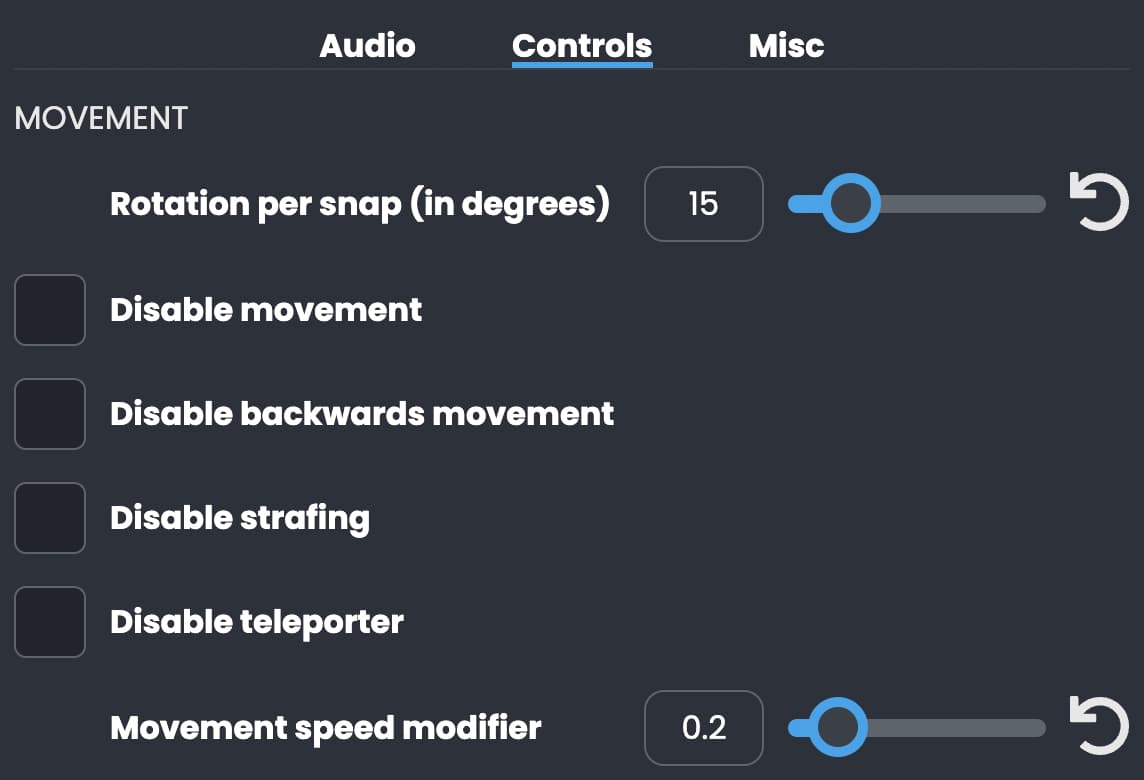 Audio Controls Misc
MOVEMENT
Rotation per snap (in degrees) 15
Disable movement
Disable backwards movement
Disable strafing
Disable teleporter
Movement speed modifier 0.2